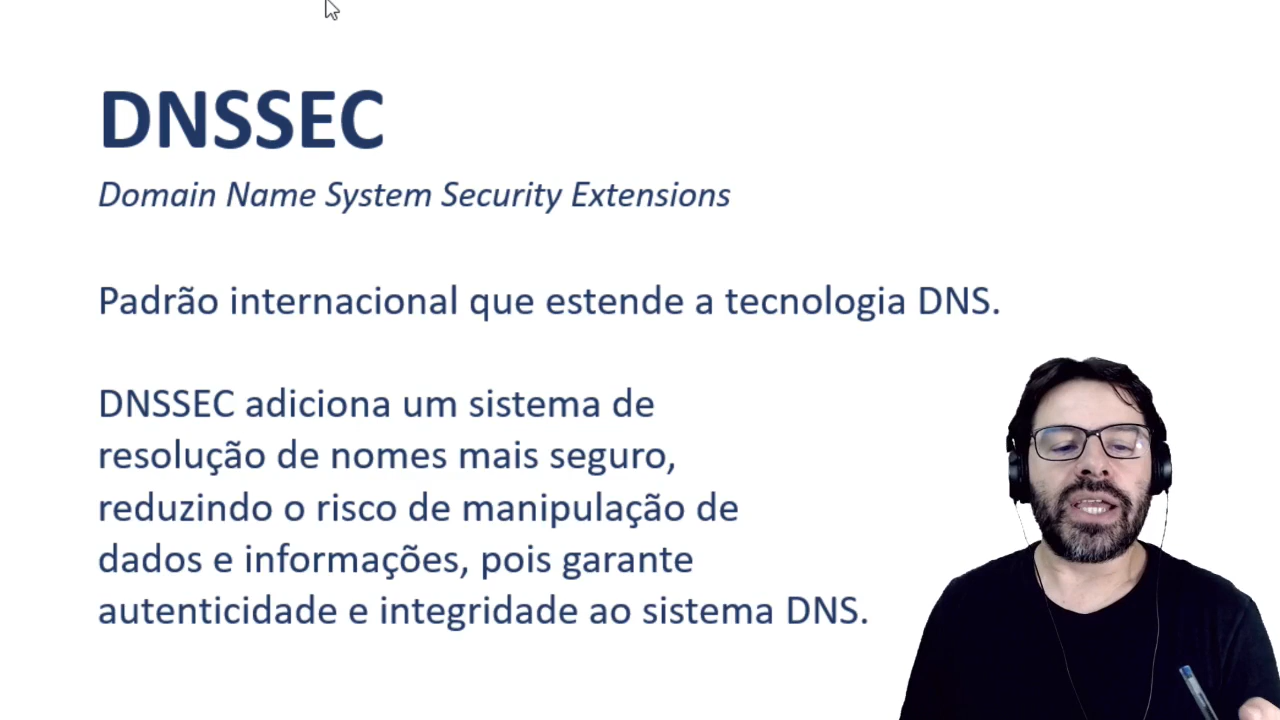 DNSSEC
Domain Name System Security Extensions
Padrão internacional que estende a tecnologia DNS.
DNSSEC adiciona um sistema de
resolução de nomes mais seguro,
reduzindo o risco de manipulação de
dados e informações, pois garante
autenticidade e integridade ao sistema DNS.